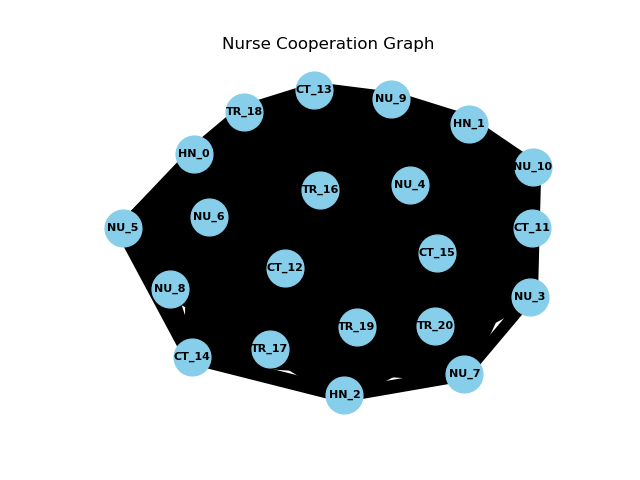 Nurse Cooperation Graph
CT_13
NU_9
TR_18
HN_1
HN_0
NU_10
NU_4
TR_16
NU_6
NU_5
CT_11
CT_15
CT_12
NU_8
NU_3
TR_19
TR_20
TR_17
CT_14
NU_7
HN_2